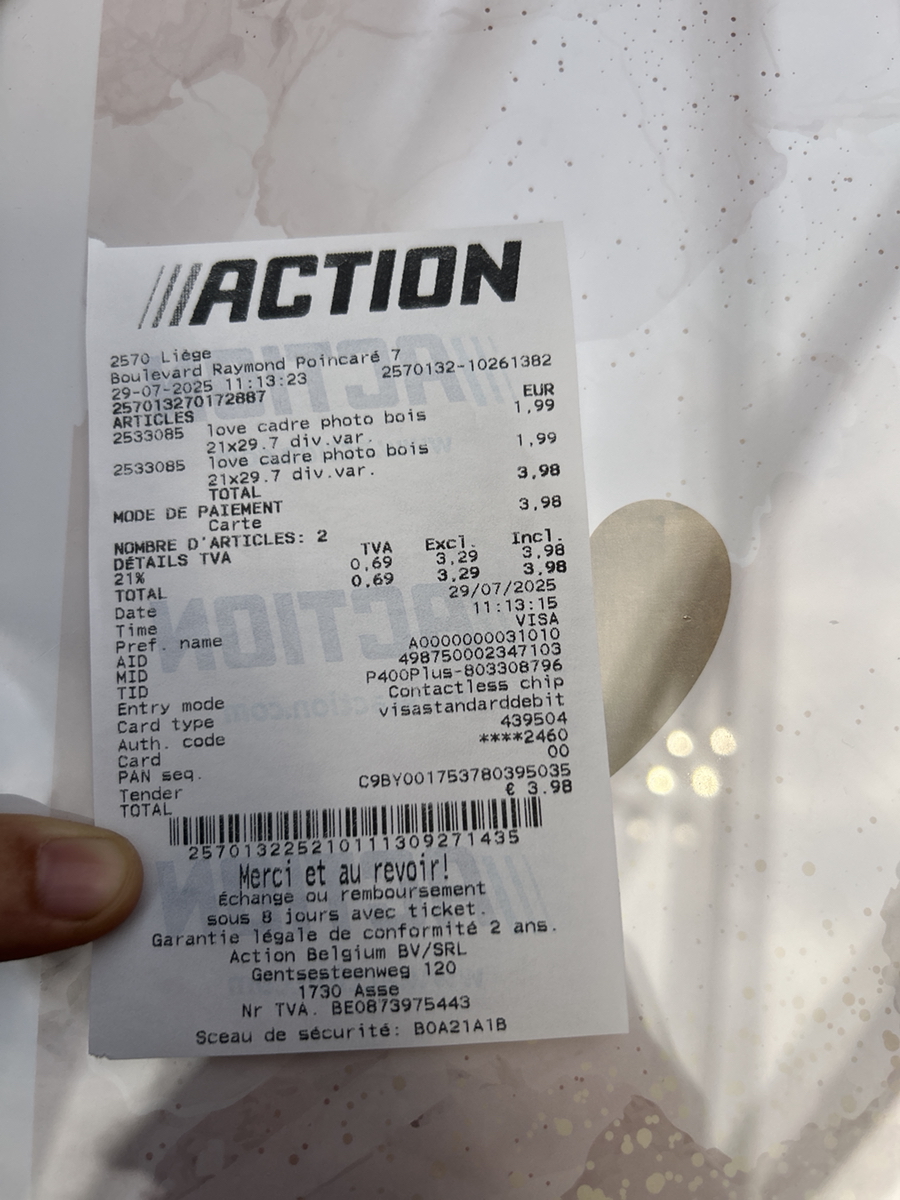 ACTION
2570 Liège
Boulevard Raymond Poincaré 7
29-07-2025 11:13:23 2570132-10261382
257013270172887
EUR
ARTICLES
2533085 love cadre photo bois 1,99
21x29.7 div.var.
2533085 love cadre photo bois 1,99
21x29.7 div.var.
TOTAL 3,98
MODE DE PAIEMENT
Carte 3,98
NOMBRE D'ARTICLES: 2
DÉTAILS TVA TVA Excl. Incl.
21% 0,69 3,29 3,98
TOTAL 0,69 3,29 3,98
Date 29/07/2025
Time 11:13:15
Pref. name VISA
AID A0000000031010
MID 498750002347103
TID P400Plus-803308796
Entry mode Contactless chip
Card type visastandarddebit
Auth. code 439504
Card ****2460
PAN seq. 00
Tender C9BY001753780395035
TOTAL € 3.98
2570132252101111309271435
Merci et au revoir!
Échange ou remboursement
sous 8 jours avec ticket.
Garantie légale de conformité 2 ans.
Action Belgium BV/SRL
Gentsesteenweg 120
1730 Asse
Nr TVA. BE0873975443
Sceau de sécurité: B0A21A1B